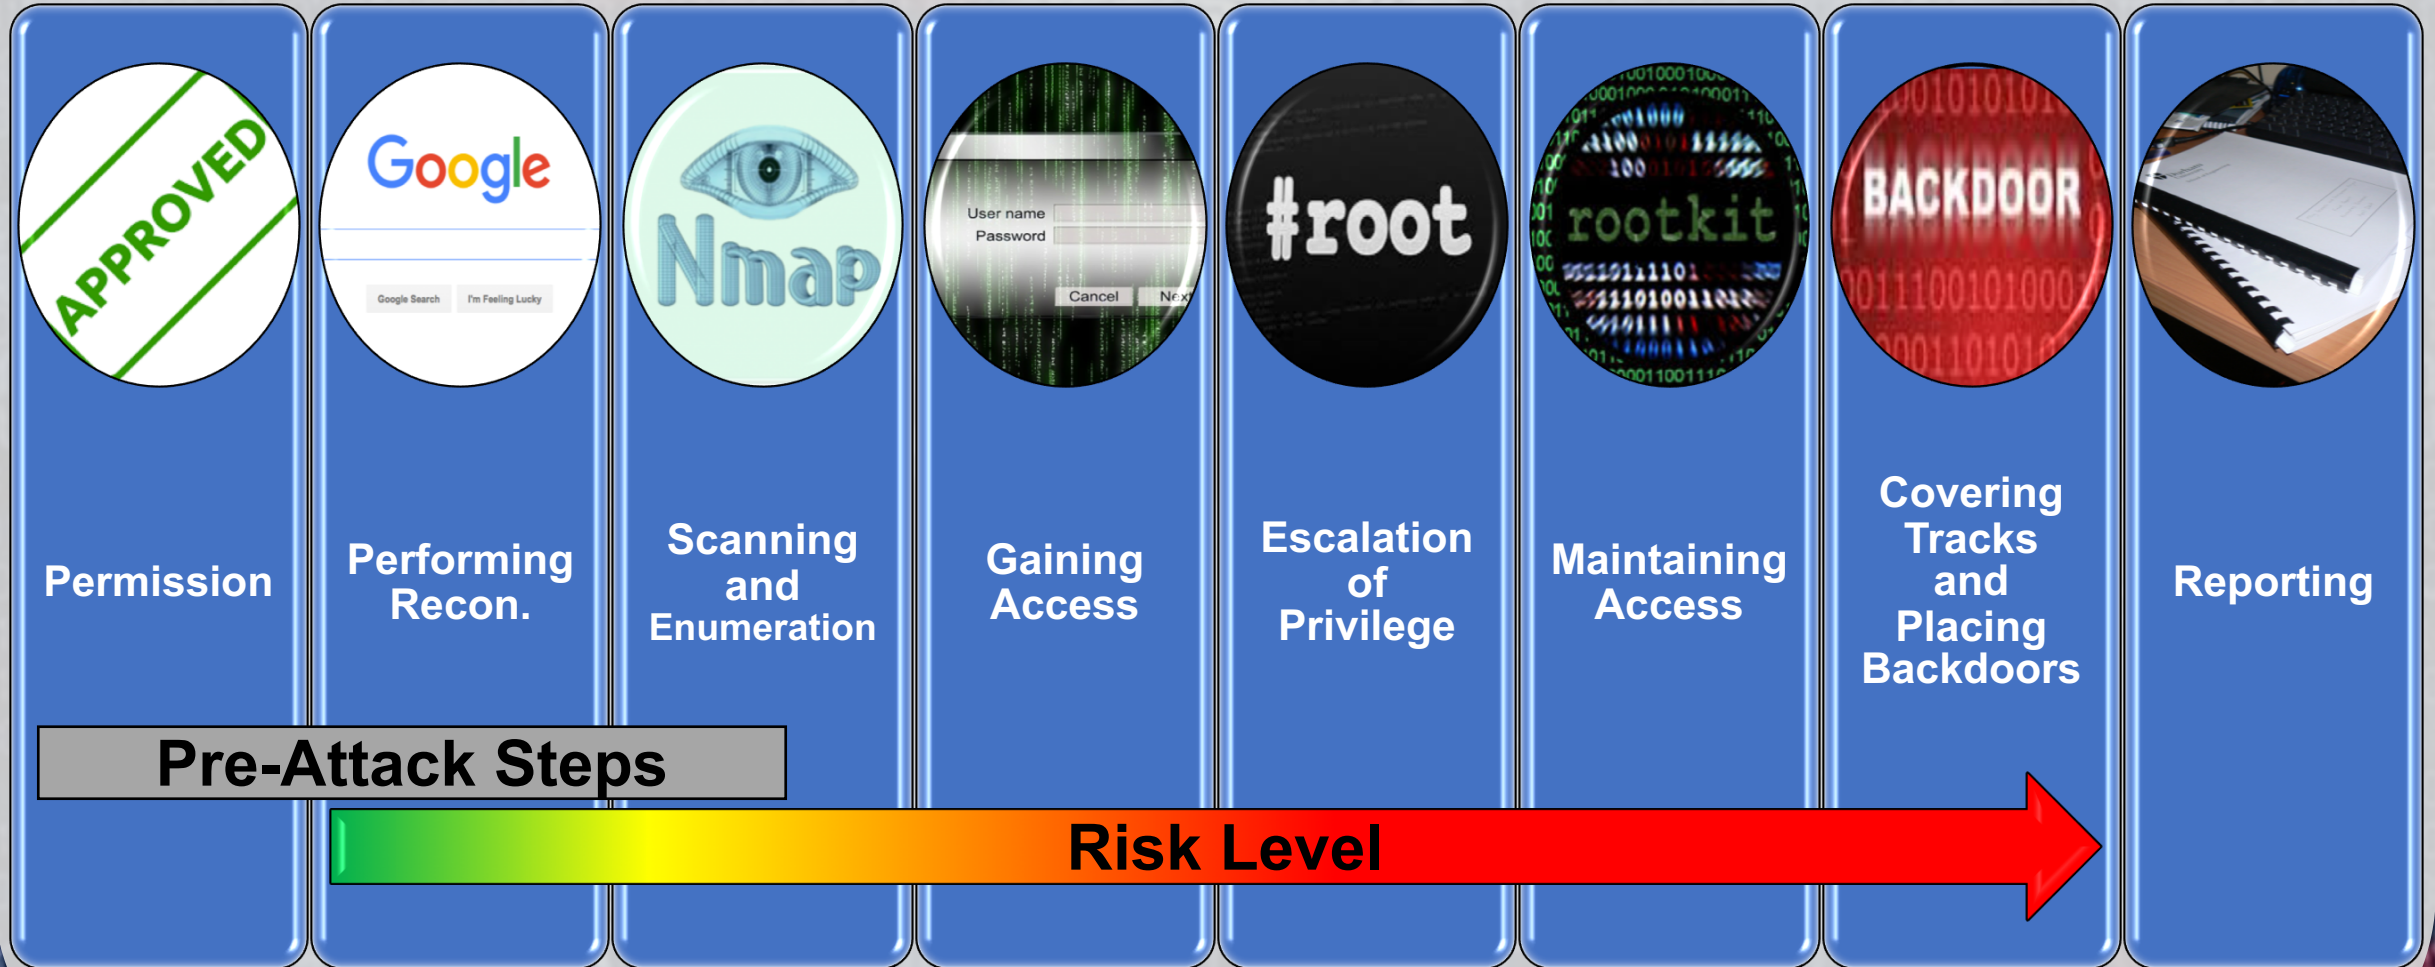 APPROVED
Google
Google Search
I'm Feeling Lucky
Nmap
User name
Password
Cancel
#root
rootkit
BACKDOOR
Permission
Performing
Recon.
Scanning
and
Enumeration
Gaining
Access
Escalation
of
Privilege
Maintaining
Access
Covering
Tracks
and
Placing
Backdoors
Reporting
Pre-Attack Steps
Risk Level